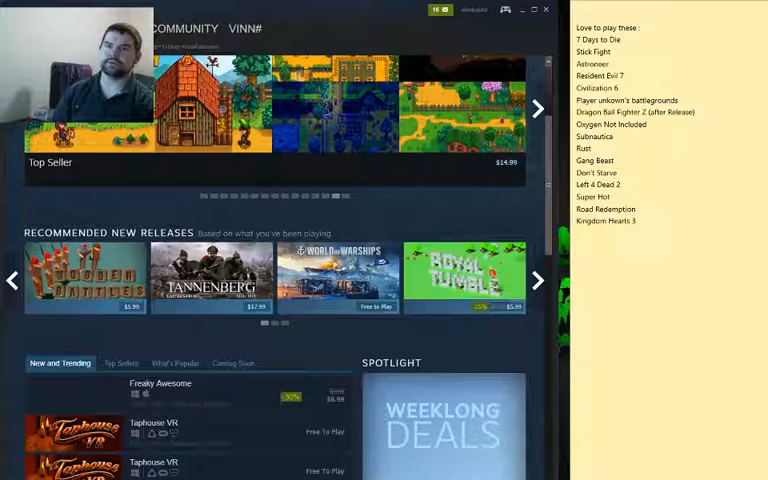 16
COMMUNITY VINN#
Top Seller
$14.99
RECOMMENDED NEW RELEASES Based on what you've been playing
WOODEN BATTLES
$5.99
TANNENBERG
$17.99
WORLD OF WARSHIPS
Free to Play
ROYAL TUMBLE
$5.99
New and Trending Top Sellers What's Popular Coming Soon
SPOTLIGHT
Freaky Awesome
$6.99
WEEKLONG
DEALS
Taphouse VR
Taphouse VR
Free To Play
Taphouse VR
Taphouse
Free To Play
Love to play these :
7 Days to Die
Stick Fight
Astroneer
Resident Evil 7
Civilization 6
Player unkown's battlegrounds
Dragon Ball Fighter Z (after Release)
Oxygen Not Included
Subnautica
Rust
Gang Beast
Don't Starve
Left 4 Dead 2
Super Hot
Road Redemption
Kingdom Hearts 3